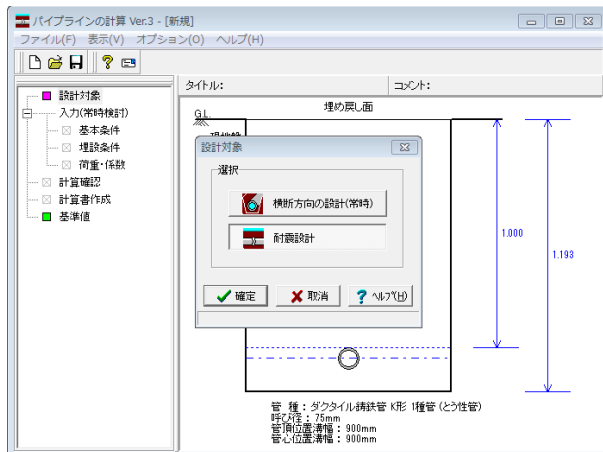 パイプラインの計算 Ver.3 - [新規]
ファイル(F) 表示(V) オプション(O) ヘルプ(H)
タイトル:
コメント:
設計対象
入力(常時検討)
基本条件
埋設条件
荷重・係数
計算確認
計算書作成
基準値
埋め戻し面
G.L.
設計対象
選択
横断方向の設計(常時)
耐震設計
確定
取消
ヘルプ(H)
1.000
1.193
管 種 : ダクタイル鋳鉄管 K形 1種管 (とう性管)
呼び径 : 75mm
管頂位置溝幅 : 900mm
管心位置溝幅 : 900mm